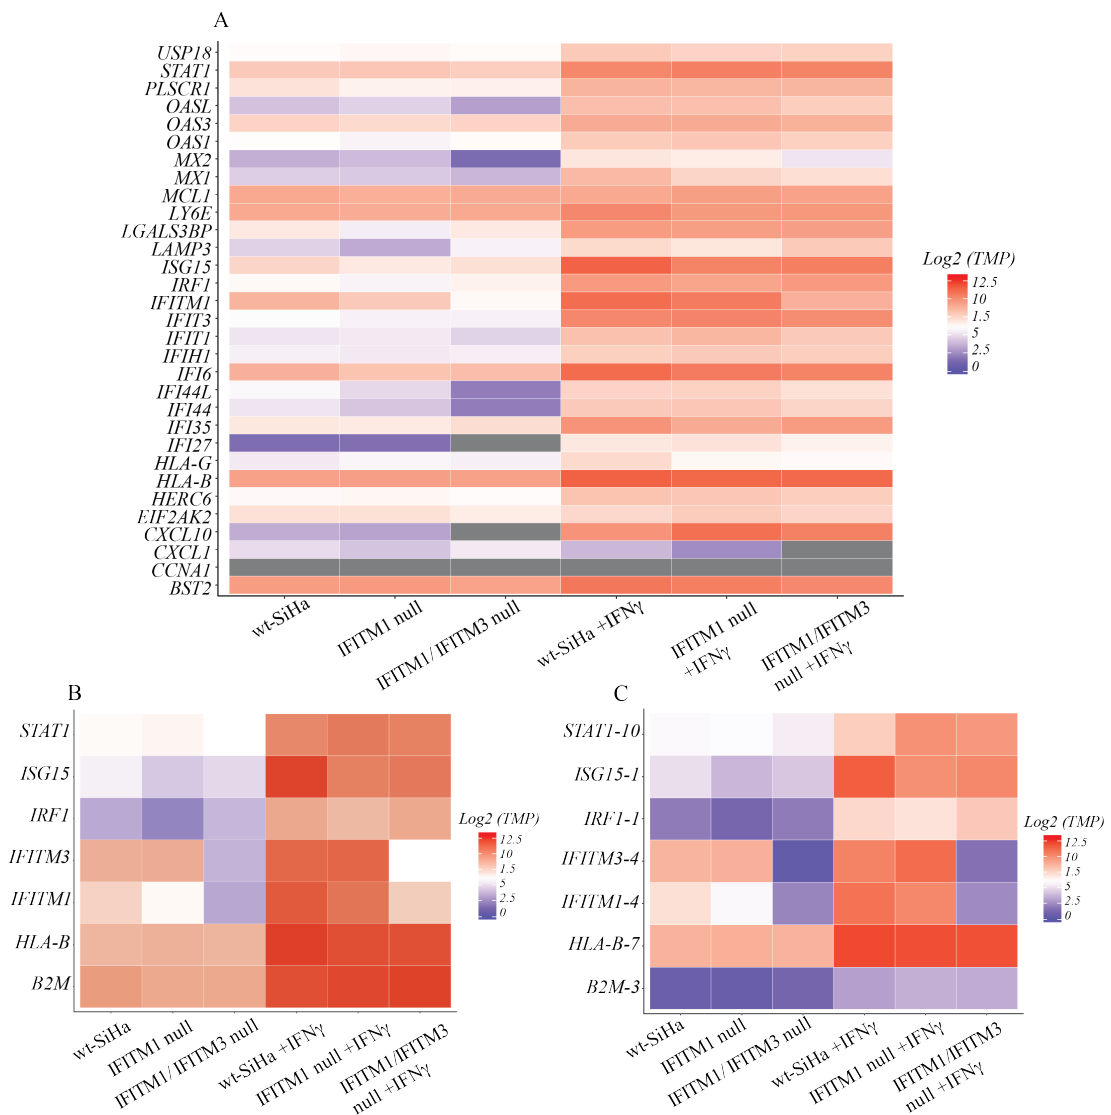 A
USP18
STAT1
PLSCR1
OASL
OAS3
OAS1
MX2
MX1
MCL1
LY6E
LGALS3BP
LAMP3
ISG15
IRF1
IFITM1
IFIT3
IFIT1
IFIH1
IFI6
IFI44L
IFI44
IFI35
IFI27
HLA-G
HLA-B
HERC6
EIF2AK2
CXCL10
CXCL1
CCNA1
BST2
wt-SiHa
IFITM1 null
IFITM1/ IFITM3 null
wt-SiHa +IFNγ
IFITM1 null
+IFNγ
IFITM1/IFITM3
null +IFNγ
Log2 (TMP)
12.5
10
1.5
5
2.5
0
B
STAT1
ISG15
IRF1
IFITM3
IFITM1
HLA-B
B2M
wt-SiHa
IFITM1 null
IFITM1/ IFITM3 null
wt-SiHa +IFNγ
IFITM1 null +IFNγ
IFITM1/IFITM3
null +IFNγ
Log2 (TMP)
12.5
10
1.5
5
2.5
0
C
STAT1-10
ISG15-1
IRF1-1
IFITM3-4
IFITM1-4
HLA-B-7
B2M-3
wt-SiHa
IFITM1 null
IFITM1/ IFITM3 null
wt-SiHa +IFNγ
IFITM1 null +IFNγ
IFITM1/IFITM3
null +IFNγ
Log2 (TMP)
12.5
10
1.5
5
2.5
0